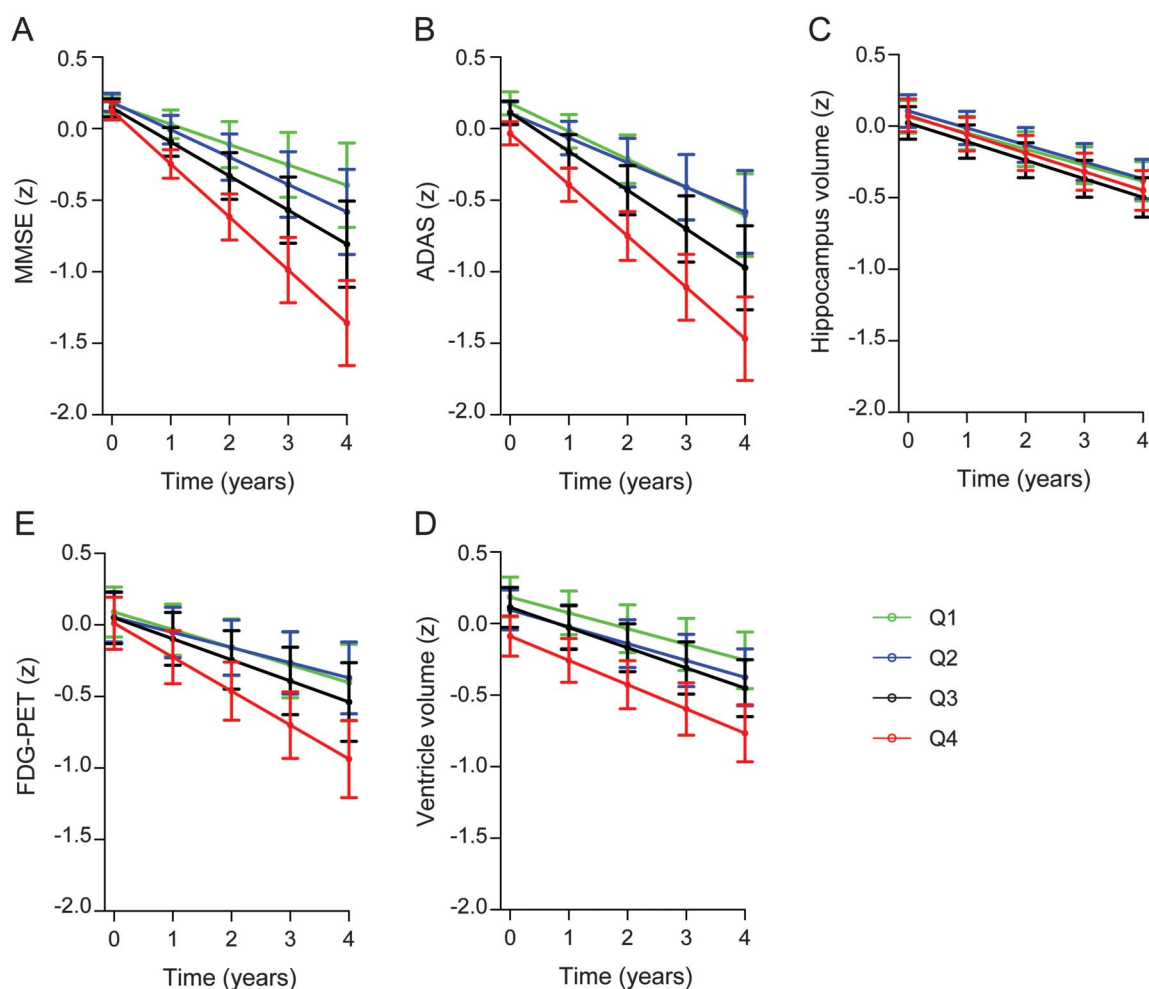 A
MMSE (z)
0.5
0.0
-0.5
-1.0
-1.5
-2.0
0 1 2 3 4
Time (years)
B
ADAS (z)
0.5
0.0
-0.5
-1.0
-1.5
-2.0
0 1 2 3 4
Time (years)
C
Hippocampus volume (z)
0.5
0.0
-0.5
-1.0
-1.5
-2.0
0 1 2 3 4
Time (years)
E
FDG-PET (z)
0.5
0.0
-0.5
-1.0
-1.5
-2.0
0 1 2 3 4
Time (years)
D
Ventricle volume (z)
0.5
0.0
-0.5
-1.0
-1.5
-2.0
0 1 2 3 4
Time (years)
Q1
Q2
Q3
Q4